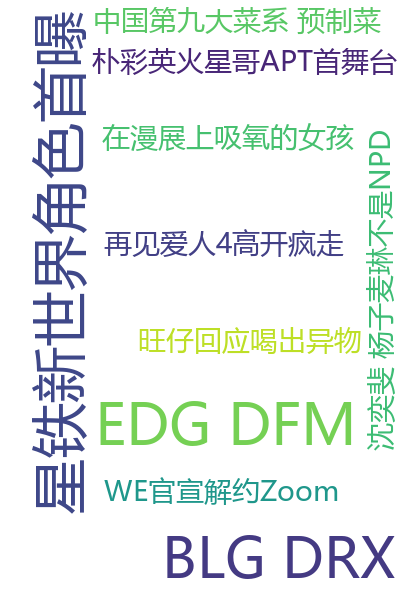 中国第九大菜系 预制菜
朴彩英火星哥APT首舞台
星铁新世界角色首曝
在漫展上吸氧的女孩
沈奕斐 杨子麦琳不是NPD
再见爱人4高开疯走
旺仔回应喝出异物
EDG DFM
WE官宣解约Zoom
BLG DRX